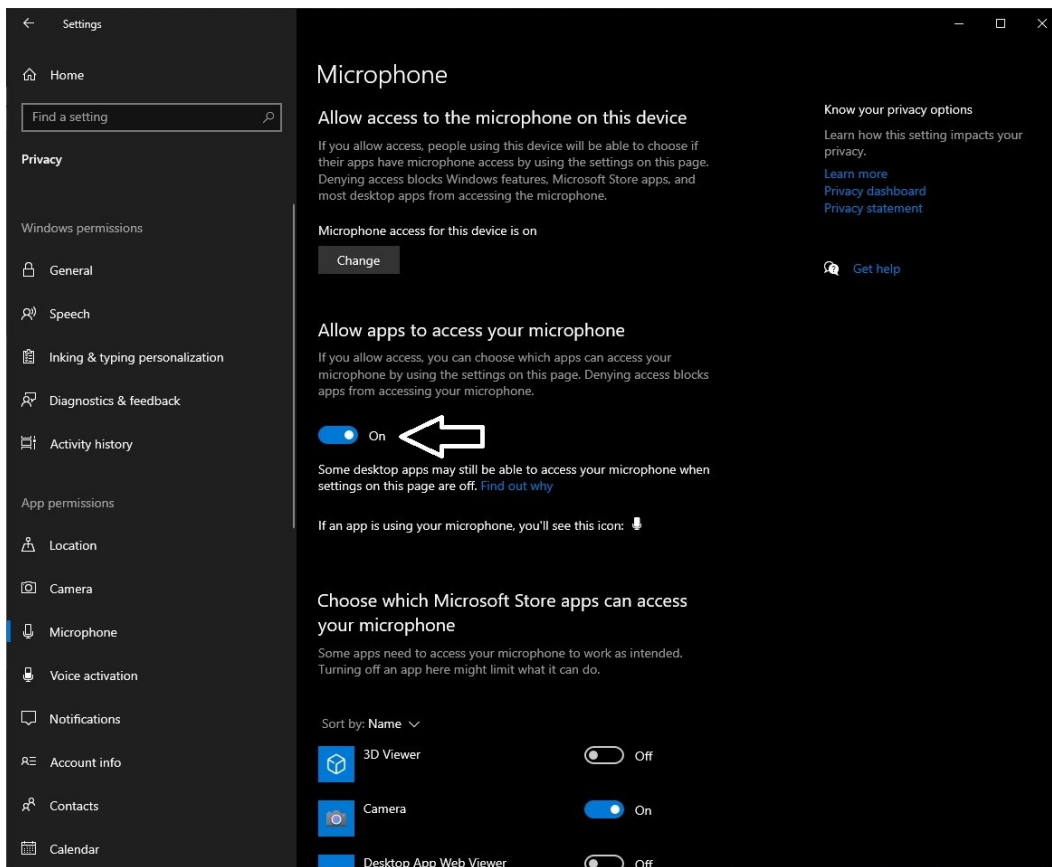 Settings
Home
Find a setting
Privacy
Windows permissions
General
Speech
Inking & typing personalization
Diagnostics & feedback
Activity history
App permissions
Location
Camera
Microphone
Voice activation
Notifications
Account info
Contacts
Calendar
Microphone
Allow access to the microphone on this device
If you allow access, people using this device will be able to choose if
their apps have microphone access by using the settings on this page.
Denying access blocks Windows features, Microsoft Store apps, and
most desktop apps from accessing the microphone.
Microphone access for this device is on
Change
Allow apps to access your microphone
If you allow access, you can choose which apps can access your
microphone by using the settings on this page. Denying access blocks
apps from accessing your microphone.
On
Some desktop apps may still be able to access your microphone when
settings on this page are off. Find out why
If an app is using your microphone, you'll see this icon:
Choose which Microsoft Store apps can access
your microphone
Some apps need to access your microphone to work as intended.
Turning off an app here might limit what it can do.
Sort by: Name
3D Viewer Off
Camera On
Desktop App Web Viewer Off
Know your privacy options
Learn how this setting impacts your
privacy.
Learn more
Privacy dashboard
Privacy statement
Get help